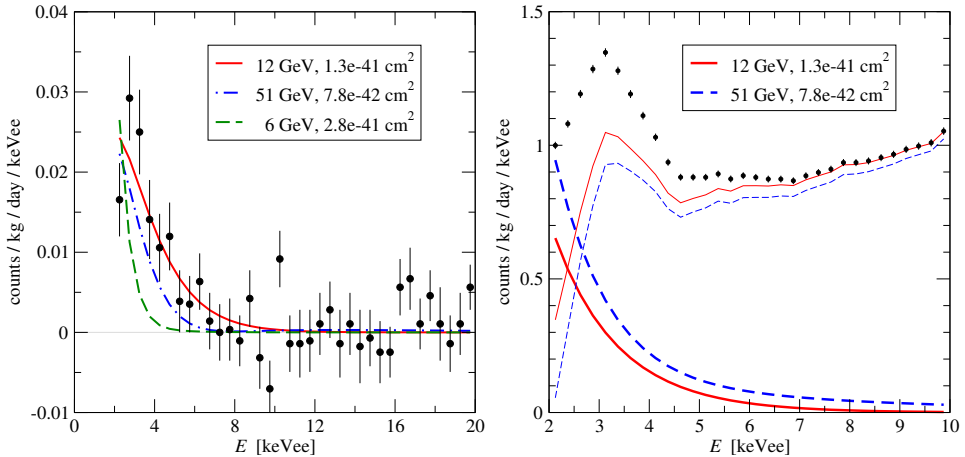 counts / kg / day / keVee
0.04
0.03
0.02
0.01
0
-0.01
12 GeV, 1.3e-41 cm²
51 GeV, 7.8e-42 cm²
6 GeV, 2.8e-41 cm²
0 4 8 12 16 20
E [keVee]
counts / kg / day / keVee
1.5
1
0.5
0
12 GeV, 1.3e-41 cm²
51 GeV, 7.8e-42 cm²
2 3 4 5 6 7 8 9 10
E [keVee]